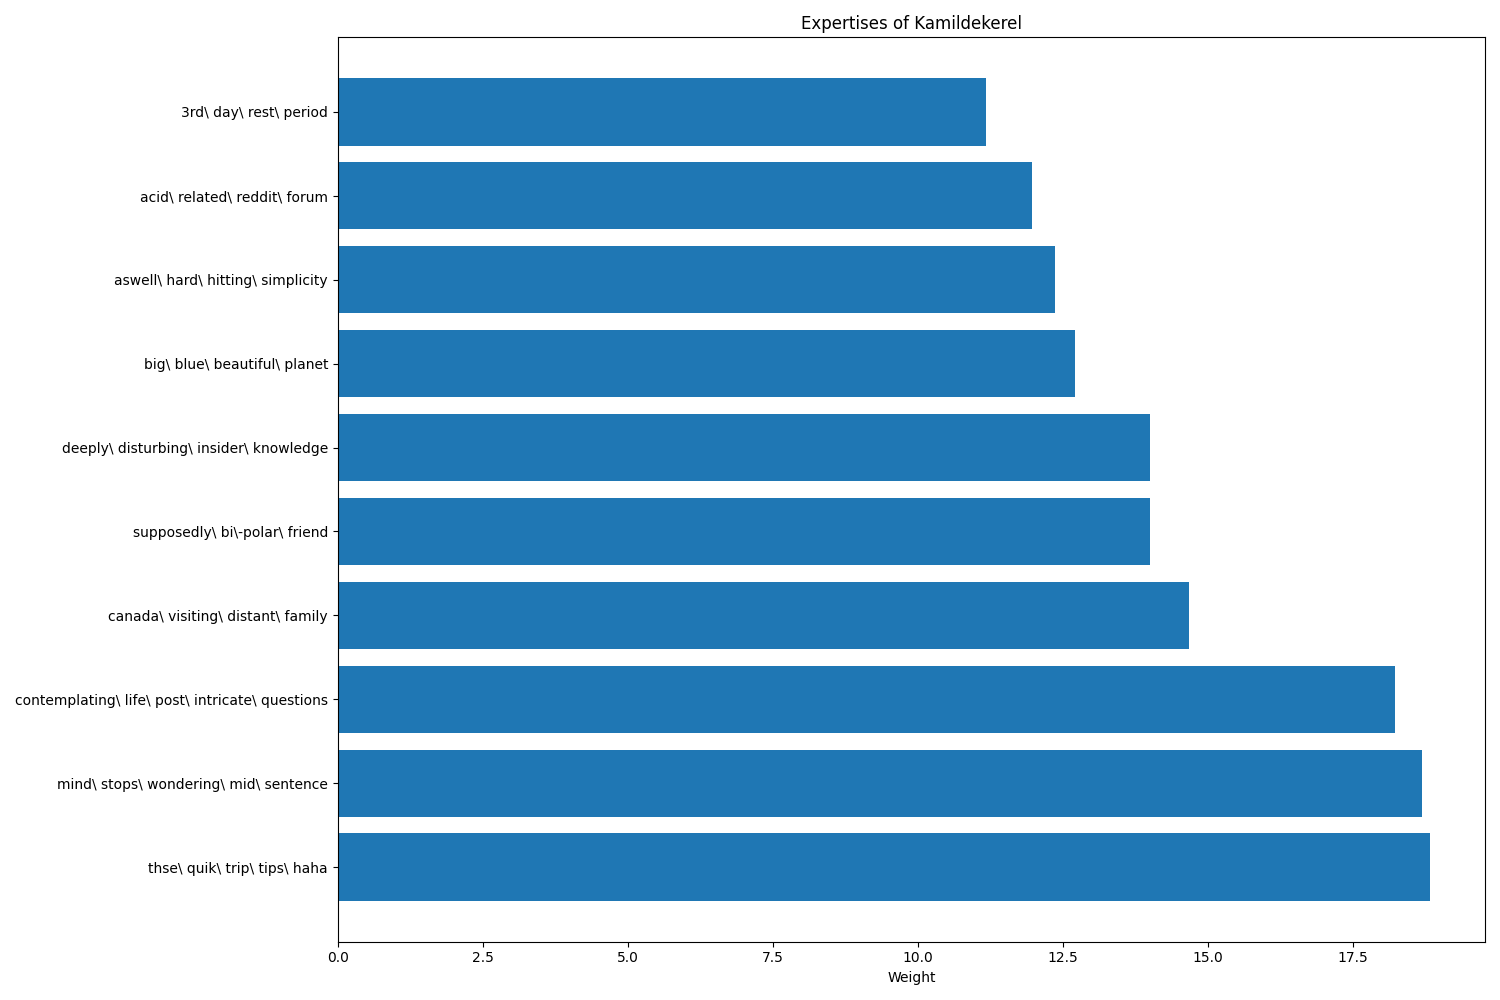 Expertises of Kamildekerel
3rd\ day\ rest\ period
acid\ related\ reddit\ forum
aswell\ hard\ hitting\ simplicity
big\ blue\ beautiful\ planet
deeply\ disturbing\ insider\ knowledge
supposedly\ bi\-polar\ friend
canada\ visiting\ distant\ family
contemplating\ life\ post\ intricate\ questions
mind\ stops\ wondering\ mid\ sentence
thse\ quik\ trip\ tips\ haha
0.0 2.5 5.0 7.5 10.0 12.5 15.0 17.5
Weight